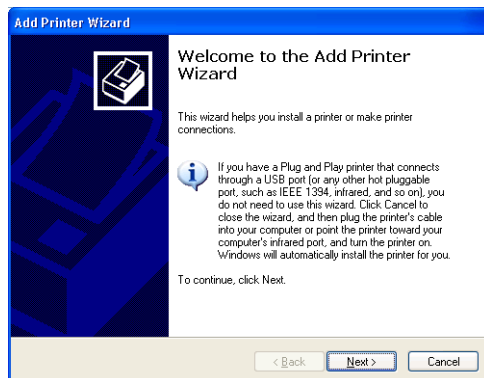 Add Printer Wizard
Welcome to the Add Printer
Wizard
This wizard helps you install a printer or make printer
connections.
If you have a Plug and Play printer that connects
through a USB port (or any other hot pluggable
port, such as IEEE 1394, infrared, and so on), you
do not need to use this wizard. Click Cancel to
close the wizard, and then plug the printer's cable
into your computer or point the printer toward your
computer's infrared port, and turn the printer on.
Windows will automatically install the printer for you.
To continue, click Next.
< Back Next > Cancel